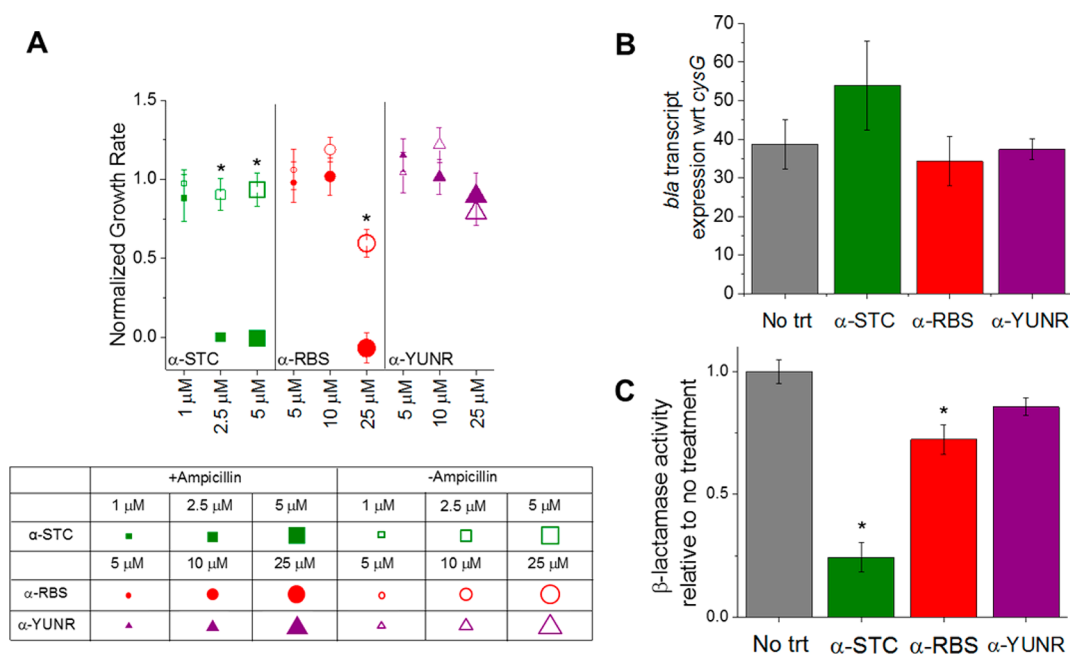 A
Normalized Growth Rate
1.5
1.0
0.5
0.0
* * *
α-STC α-RBS α-YUNR
1 μM 2.5 μM 5 μM 5 μM 10 μM 25 μM 5 μM 10 μM 25 μM
+Ampicillin -Ampicillin
1 μM 2.5 μM 5 μM 1 μM 2.5 μM 5 μM
α-STC
5 μM 10 μM 25 μM 5 μM 10 μM 25 μM
α-RBS
α-YUNR
B
bla transcript
expression wrt cysG
70
60
50
40
30
20
10
0
No trt α-STC α-RBS α-YUNR
C
β-lactamase activity
relative to no treatment
1.0
0.5
0.0
* *
No trt α-STC α-RBS α-YUNR